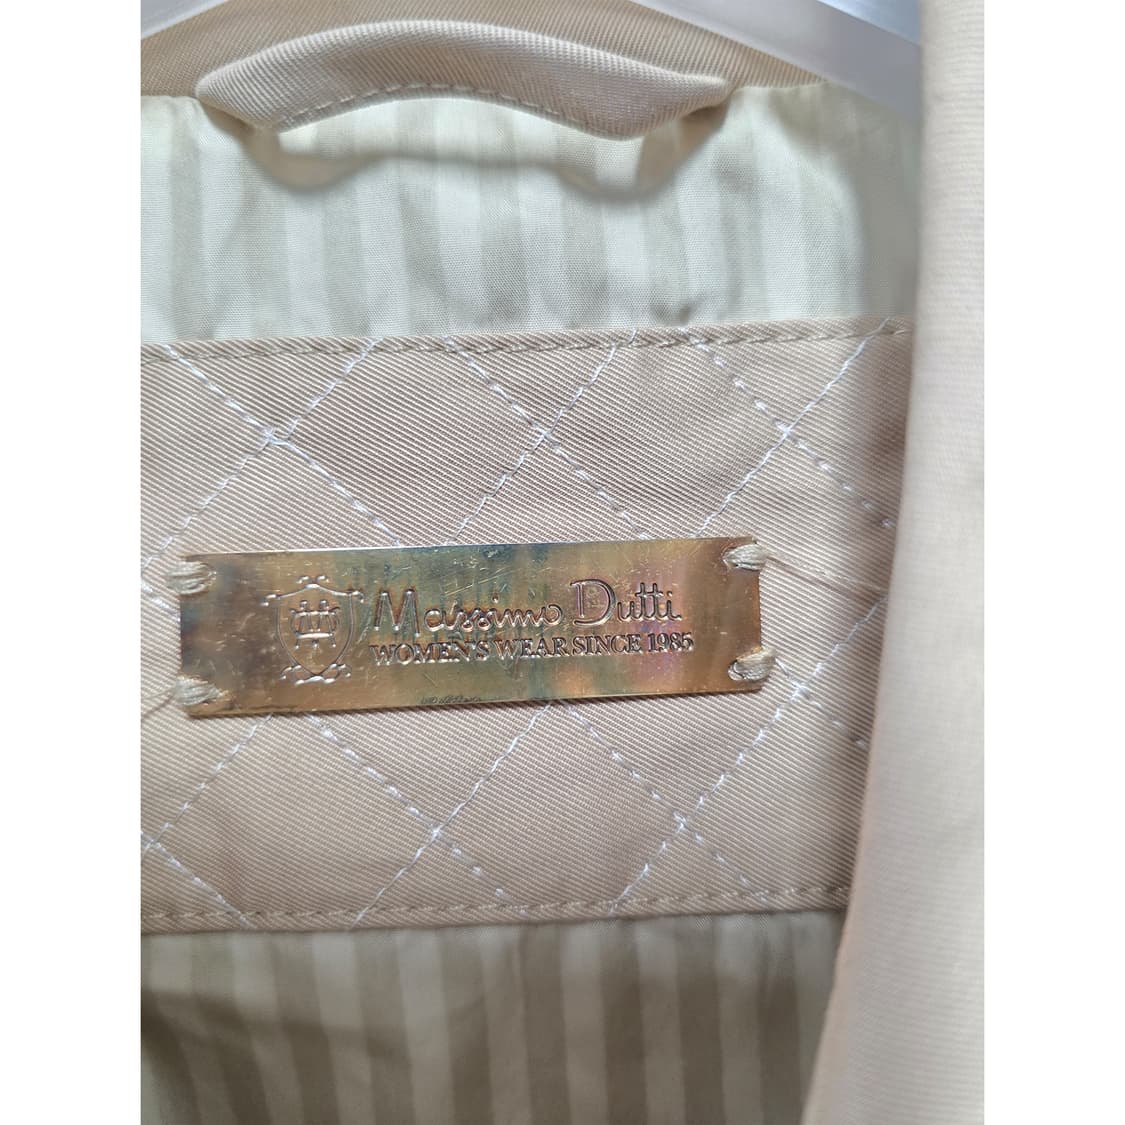 Massimo Dutti
WOMEN'S WEAR SINCE 1985